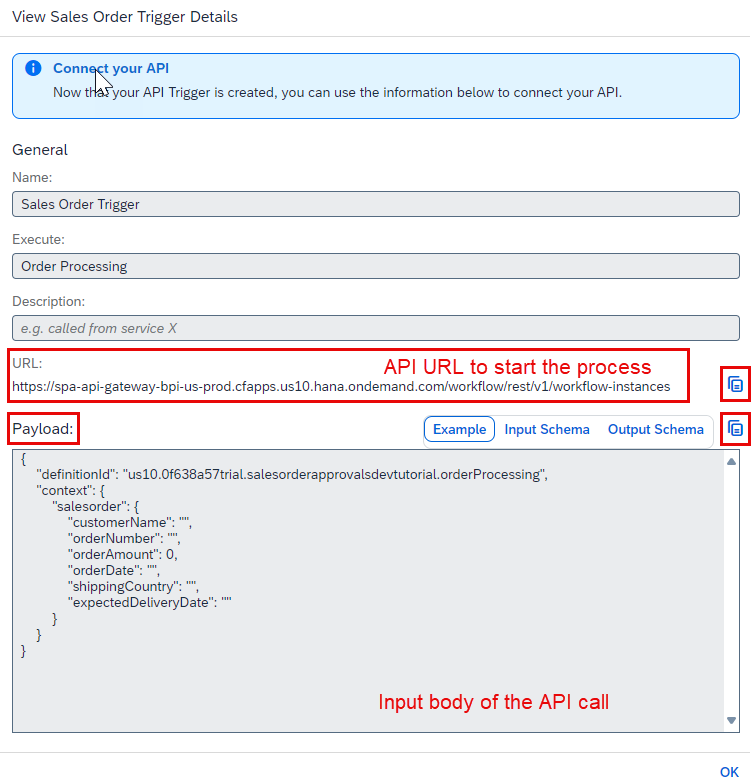 View Sales Order Trigger Details
Connect your API
Now that your API Trigger is created, you can use the information below to connect your API.
General
Name:
Sales Order Trigger
Execute:
Order Processing
Description:
e.g. called from service X
URL:
API URL to start the process
https://spa-api-gateway-bpi-us-prod.cfapps.us10.hana.ondemand.com/workflow/rest/v1/workflow-instances
Payload:
Example Input Schema Output Schema
{
"definitionId": "us10.0f638a57trial.salesorderapprovalsdevtutorial.orderProcessing",
"context": {
"salesorder": {
"customerName": "",
"orderNumber": "",
"orderAmount": 0,
"orderDate": "",
"shippingCountry": "",
"expectedDeliveryDate": ""
}
}
}
Input body of the API call
OK